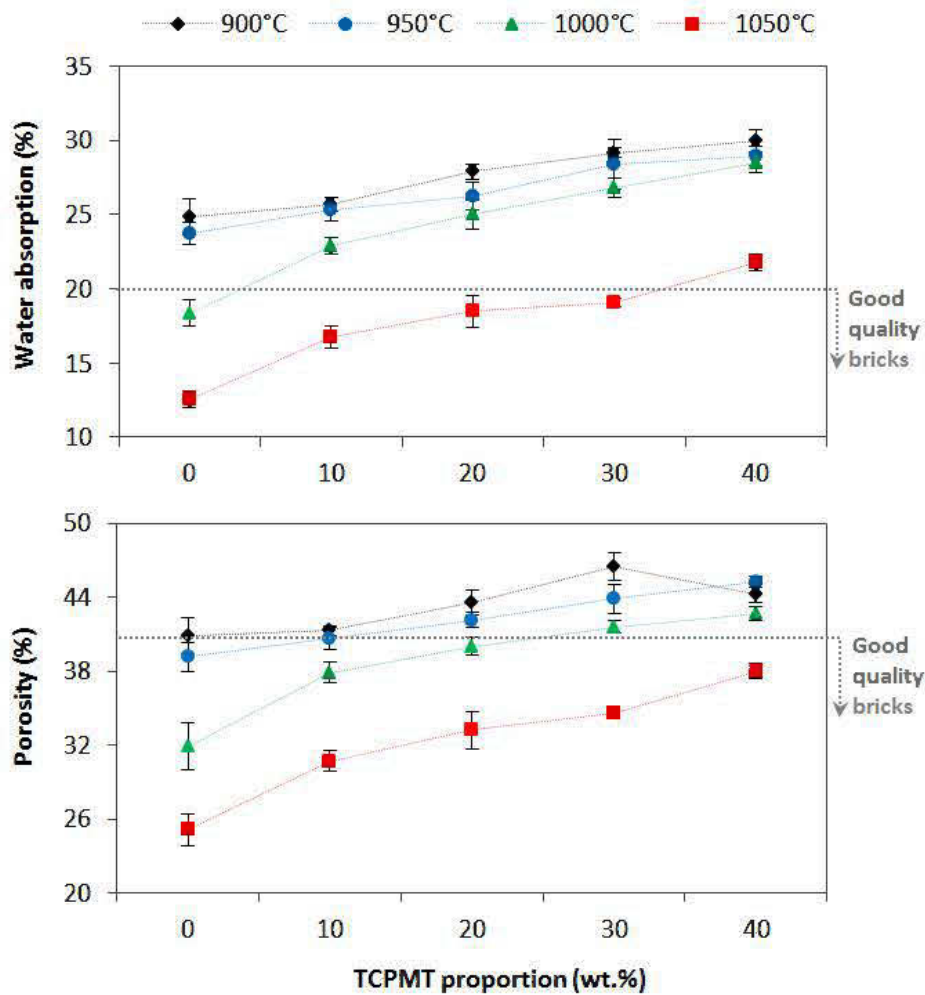 900°C 950°C 1000°C 1050°C
35
30
25
20
15
10
Water absorption (%)
Good
quality
bricks
0 10 20 30 40
50
44
38
32
26
20
Porosity (%)
Good
quality
bricks
0 10 20 30 40
TCPMT proportion (wt.%)